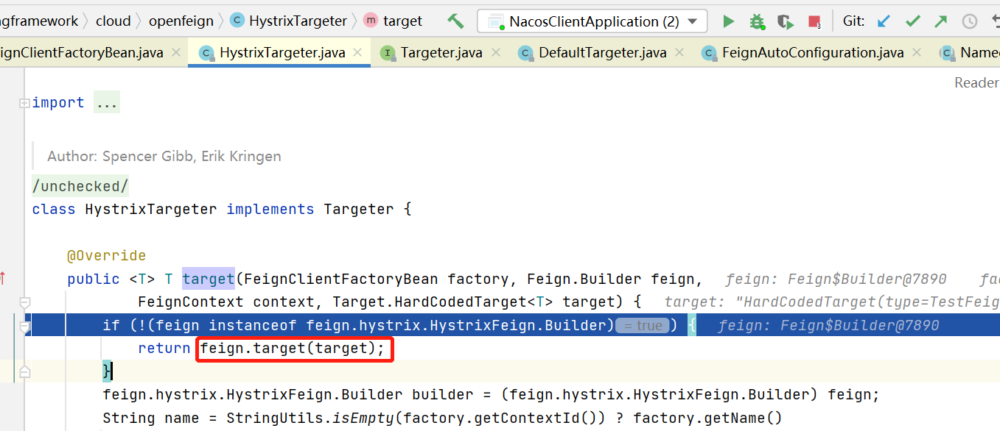 gframework cloud openfeign HystrixTargeter target NacosClientApplication (2) Git:
ignClientFactoryBean.java HystrixTargeter.java Targeter.java DefaultTargeter.java FeignAutoConfiguration.java Name
Reader
import ...
Author: Spencer Gibb, Erik Kringen
/unchecked/
class HystrixTargeter implements Targeter {
@Override
public <T> T target(FeignClientFactoryBean factory, Feign.Builder feign, feign: Feign$Builder@7890 fa
FeignContext context, Target.HardCodedTarget<T> target) { target: "HardCodedTarget(type=TestFeig
if (!(feign instanceof feign.hystrix.HystrixFeign.Builder) = true ) { feign: Feign$Builder@7890
return feign.target(target);
}
feign.hystrix.HystrixFeign.Builder builder = (feign.hystrix.HystrixFeign.Builder) feign;
String name = StringUtils.isEmpty(factory.getContextId()) ? factory.getName()